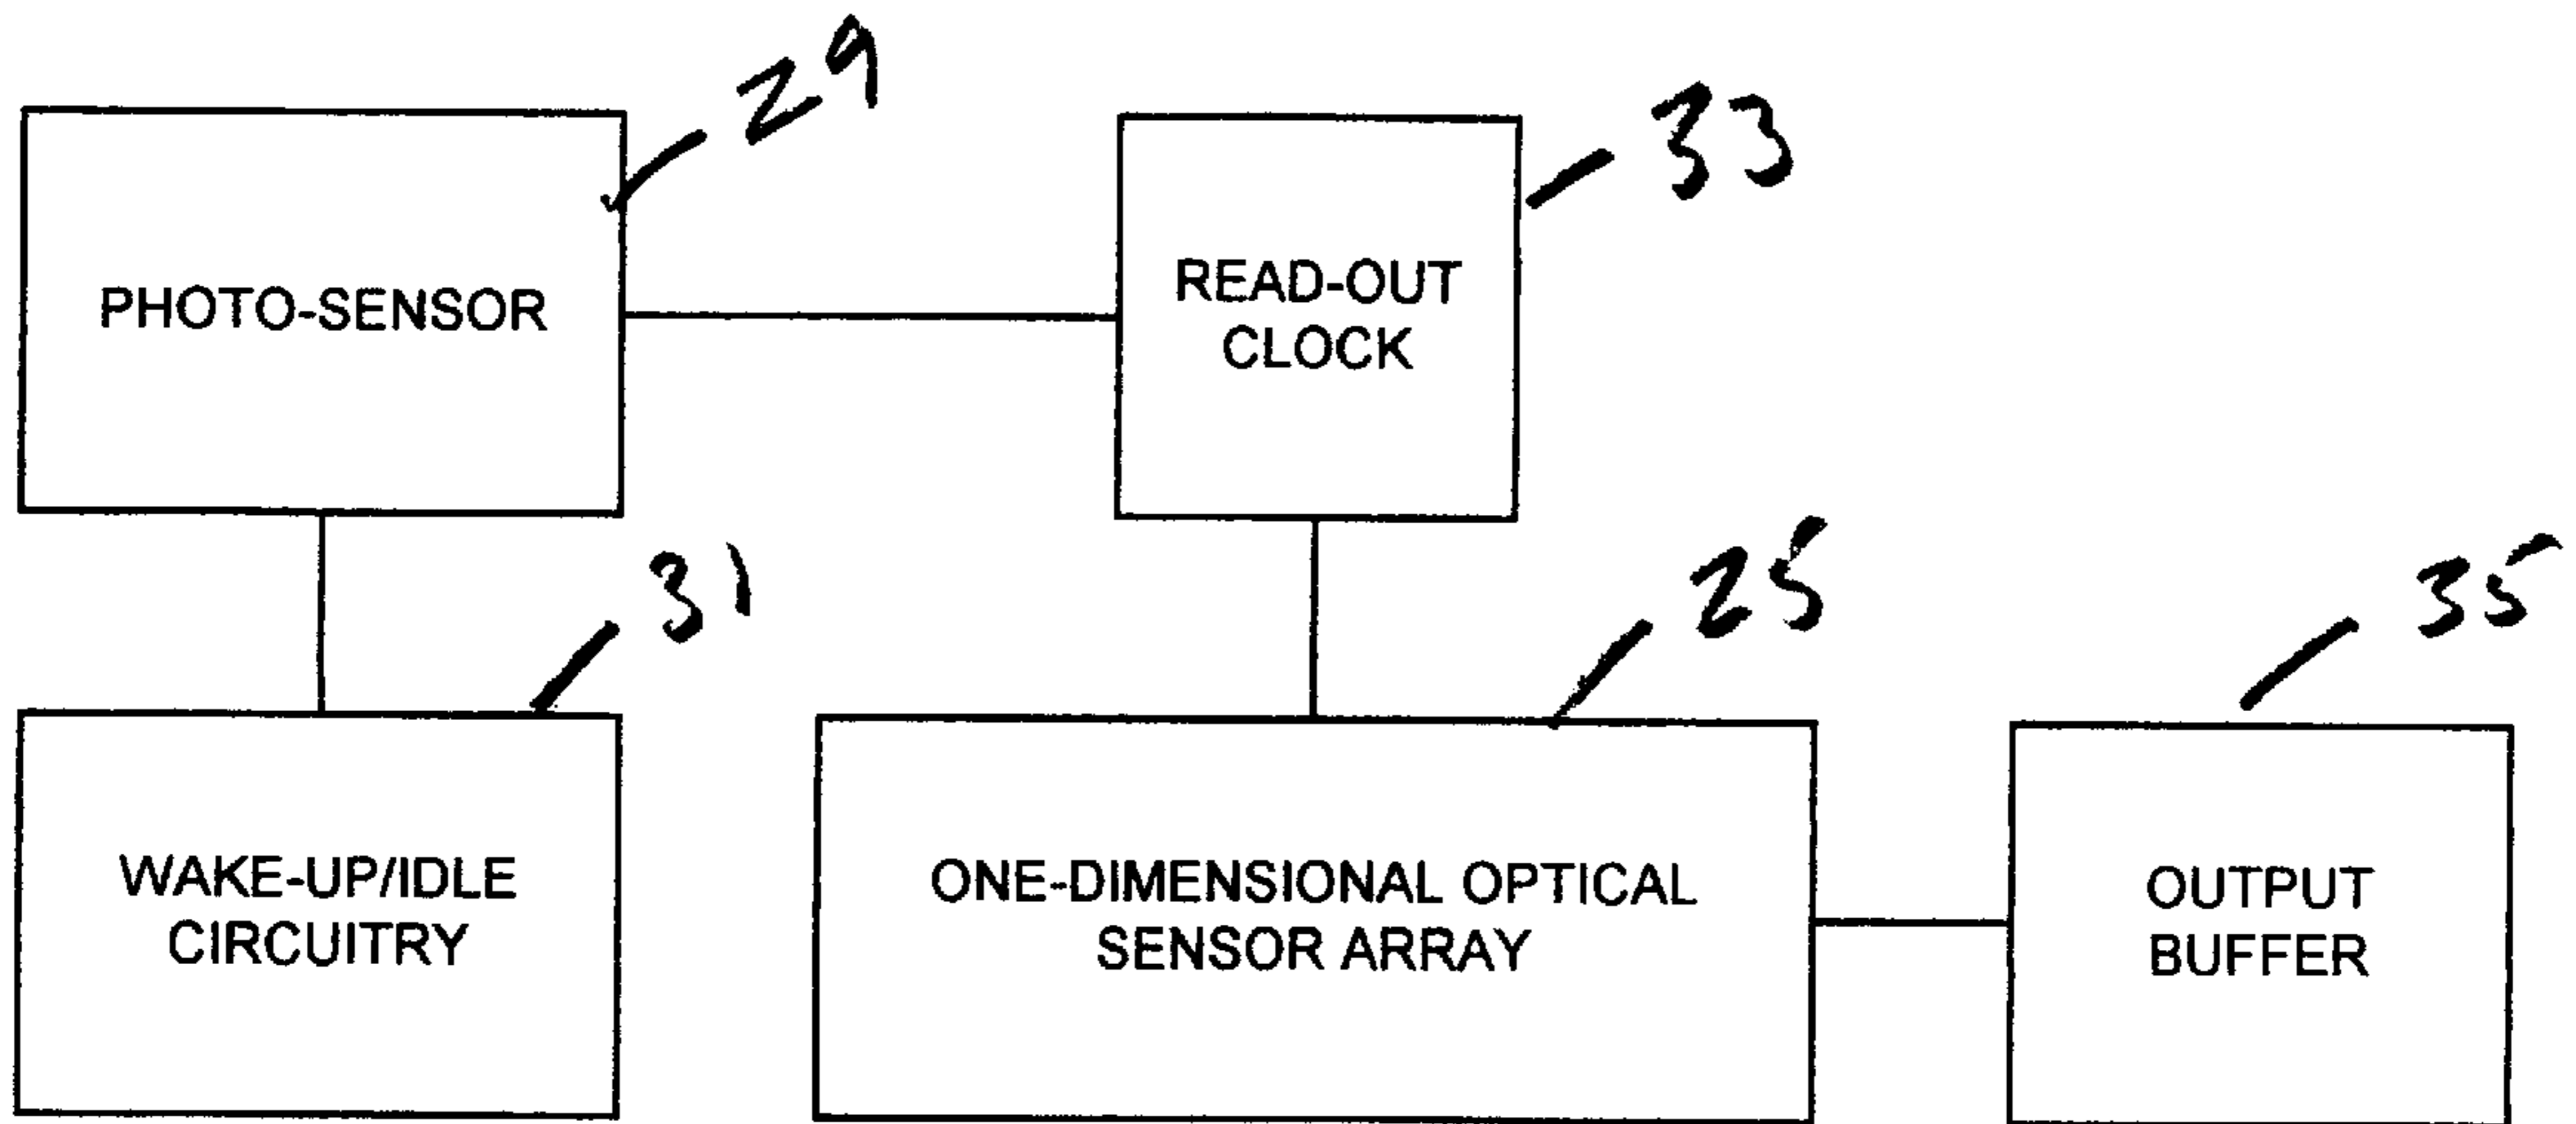 29
33
PHOTO-SENSOR
READ-OUT
CLOCK
31
25
35
WAKE-UP/IDLE
CIRCUITRY
ONE-DIMENSIONAL OPTICAL
SENSOR ARRAY
OUTPUT
BUFFER